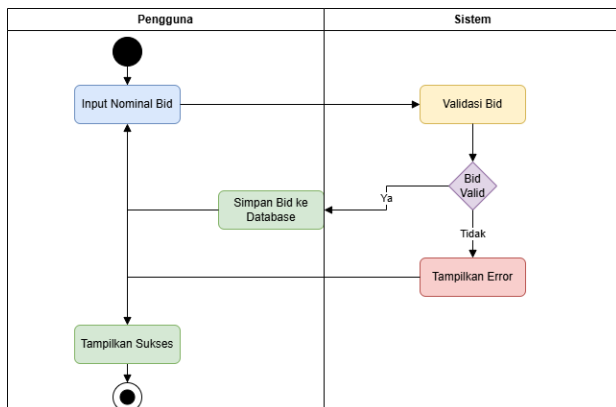 Pengguna
Sistem
Input Nominal Bid
Validasi Bid
Bid
Valid
Ya
Simpan Bid ke
Database
Tidak
Tampilkan Error
Tampilkan Sukses